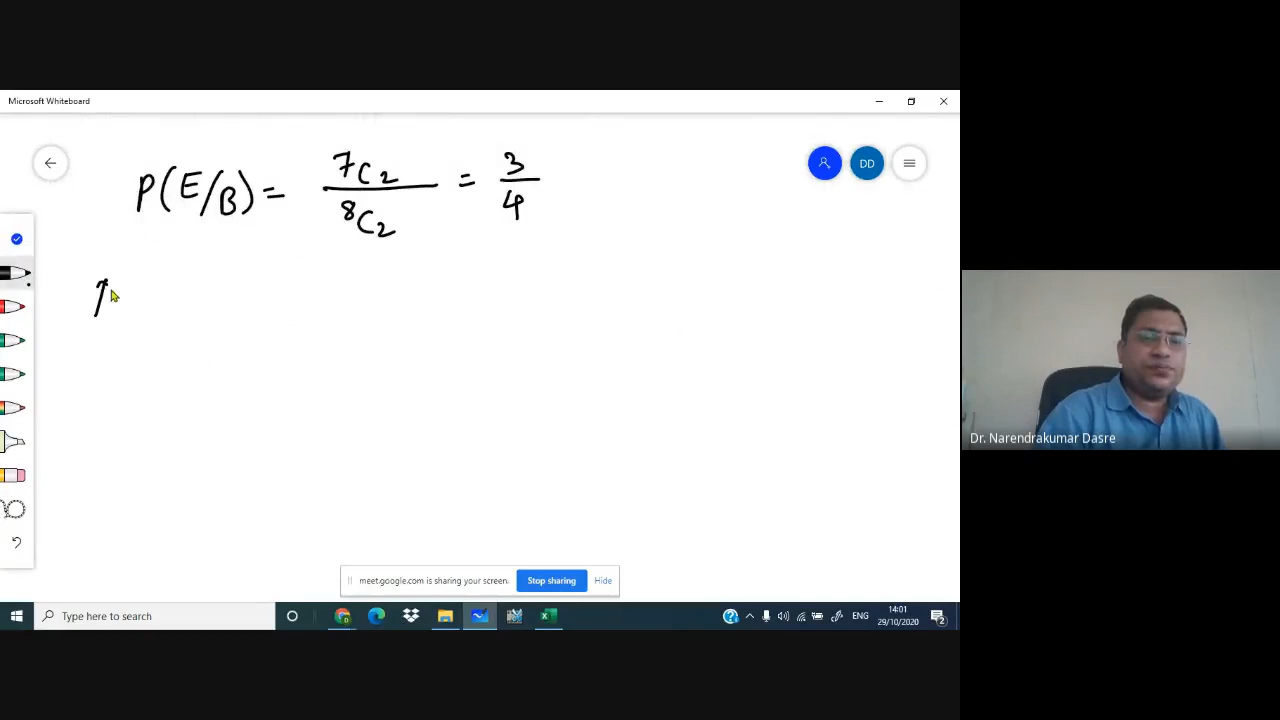 Microsoft Whiteboard
DD
P(E/B) = 7C2 / 8C2 = 3/4
Dr. Narendrakumar Dasre
meet.google.com is sharing your screen.
Stop sharing
Hide
Type here to search
ENG
14:01
29/10/2020
2